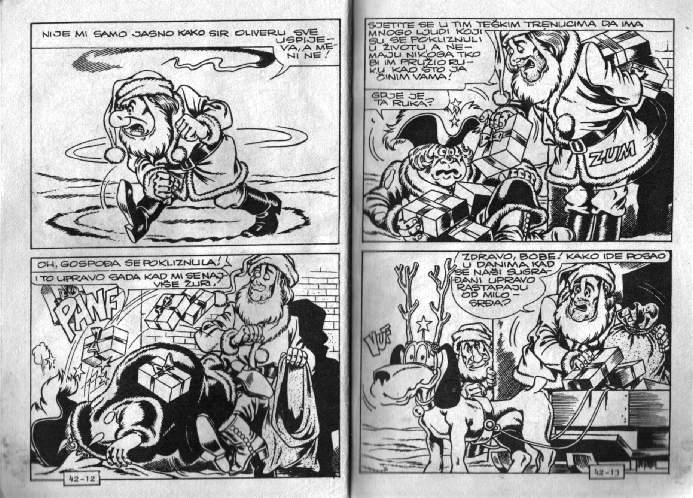 NIJE MI SAMO JASNO KAKO SIR OLIVERU SVE
USPIJE-
VA, A ME-
NI NE!
OH, GOSPOĐA SE POKLIZNULA!
I TO UPRAVO SADA KAD MI SE NAJ-
VIŠE ŽURI.
PANF
42-12
SJETITE SE U TIM TEŠKIM TRENUCIMA DA IMA
MNOGO LJUDI KOJI
SU SE POKLIZNULI
U ŽIVOTU, A NE-
MAJU NIKOGA TKO
BI IM PRUŽIO RU-
KU KAO ŠTO JA
ČINIM VAMA!
GDJE JE
TA RUKA?
ZUM
ZDRAVO, BOBE! KAKO IDE POSAO
U DANIMA KAD
SE NAŠI SUGRA-
ĐANI UPRAVO
RASTAPAJU
OD MILO-
SRĐA?
VUF
42-13